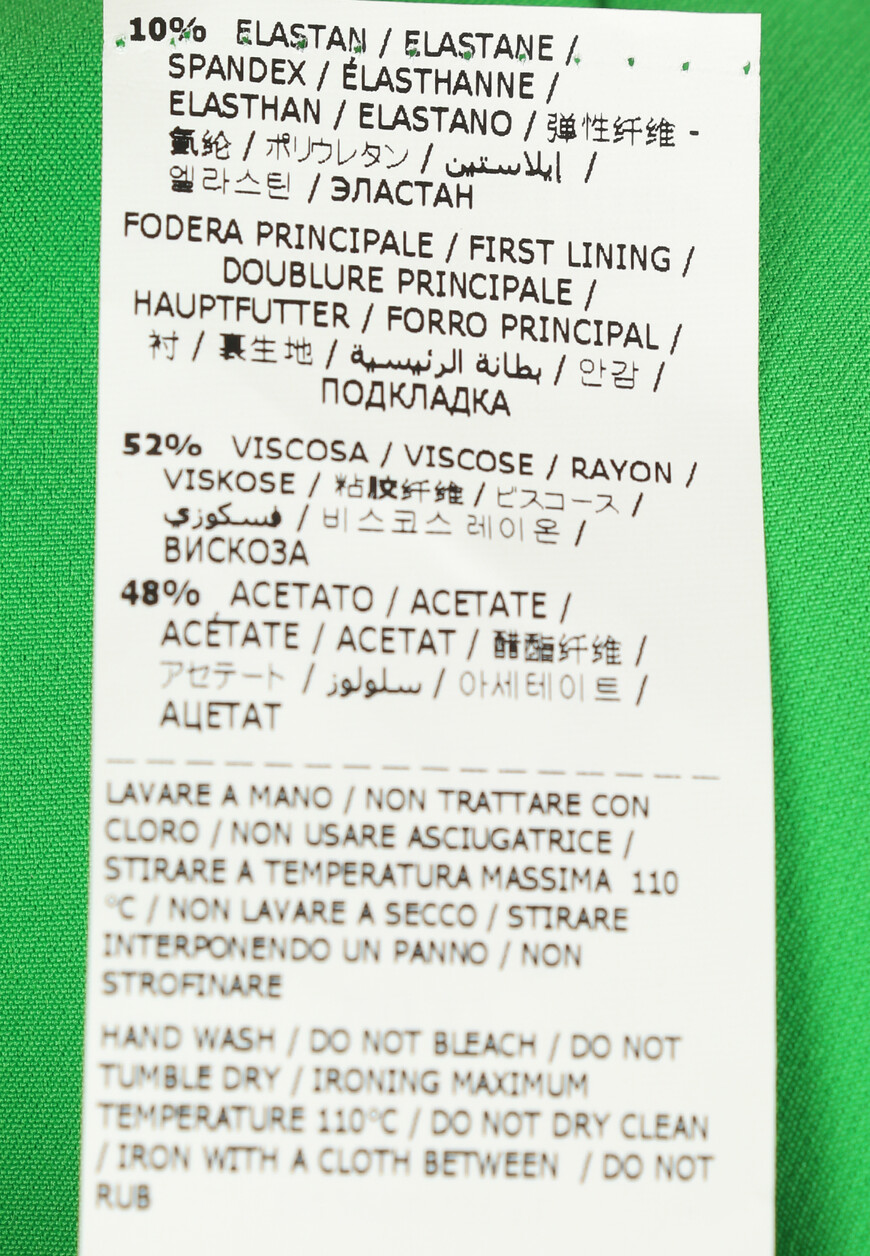 10% ELASTAN / ELASTANE /
SPANDEX / ÉLASTHANNE /
ELASTHAN / ELASTANO / 弹性纤维 -
氨纶 / ポリウレタン / إيلاستين /
엘라스틴 / ЭЛАСТАН
FODERA PRINCIPALE / FIRST LINING /
DOUBLURE PRINCIPALE /
HAUPTFUTTER / FORRO PRINCIPAL /
衬 / 裏生地 / بطانة الرئيسية / 안감 /
ПОДКЛАДКА
52% VISCOSA / VISCOSE / RAYON /
VISKOSE / 粘胶纤维 / ビスコース /
فسكوزي / 비스코스 레이온 /
ВИСКОЗА
48% ACETATO / ACETATE /
ACÉTATE / ACETAT / 醋酯纤维 /
アセテート / سلولوز / 아세테이트 /
АЦЕТАТ
LAVARE A MANO / NON TRATTARE CON
CLORO / NON USARE ASCIUGATRICE /
STIRARE A TEMPERATURA MASSIMA 110
°C / NON LAVARE A SECCO / STIRARE
INTERPONENDO UN PANNO / NON
STROFINARE
HAND WASH / DO NOT BLEACH / DO NOT
TUMBLE DRY / IRONING MAXIMUM
TEMPERATURE 110°C / DO NOT DRY CLEAN
/ IRON WITH A CLOTH BETWEEN / DO NOT
RUB